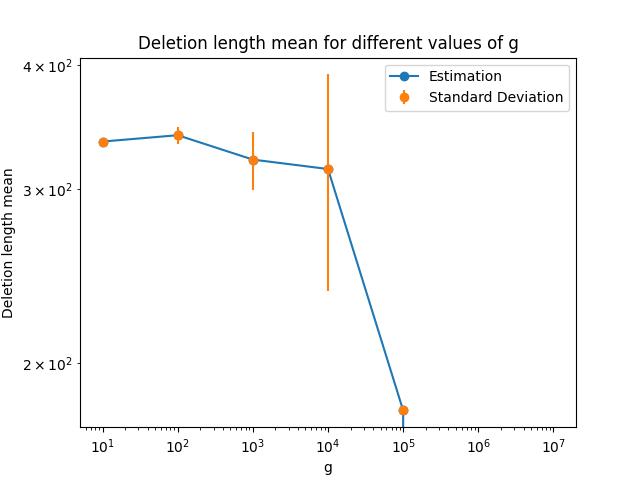 Deletion length mean for different values of g
Estimation
Standard Deviation
Deletion length mean
4 × 10²
3 × 10²
2 × 10²
10¹ 10² 10³ 10⁴ 10⁵ 10⁶ 10⁷
g